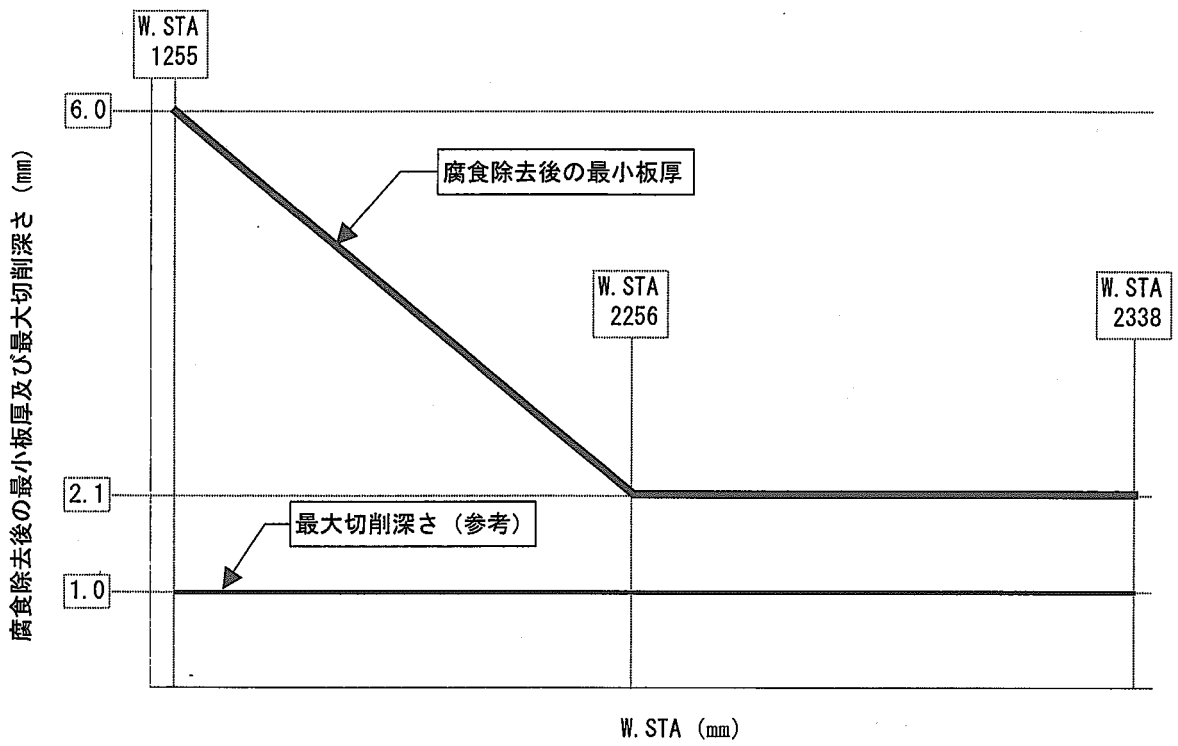 W. STA
1255
6.0
腐食除去後の最小板厚
W. STA
2256
W. STA
2338
腐食除去後の最小板厚及び最大切削深さ (mm)
2.1
最大切削深さ (参考)
1.0
W. STA (mm)